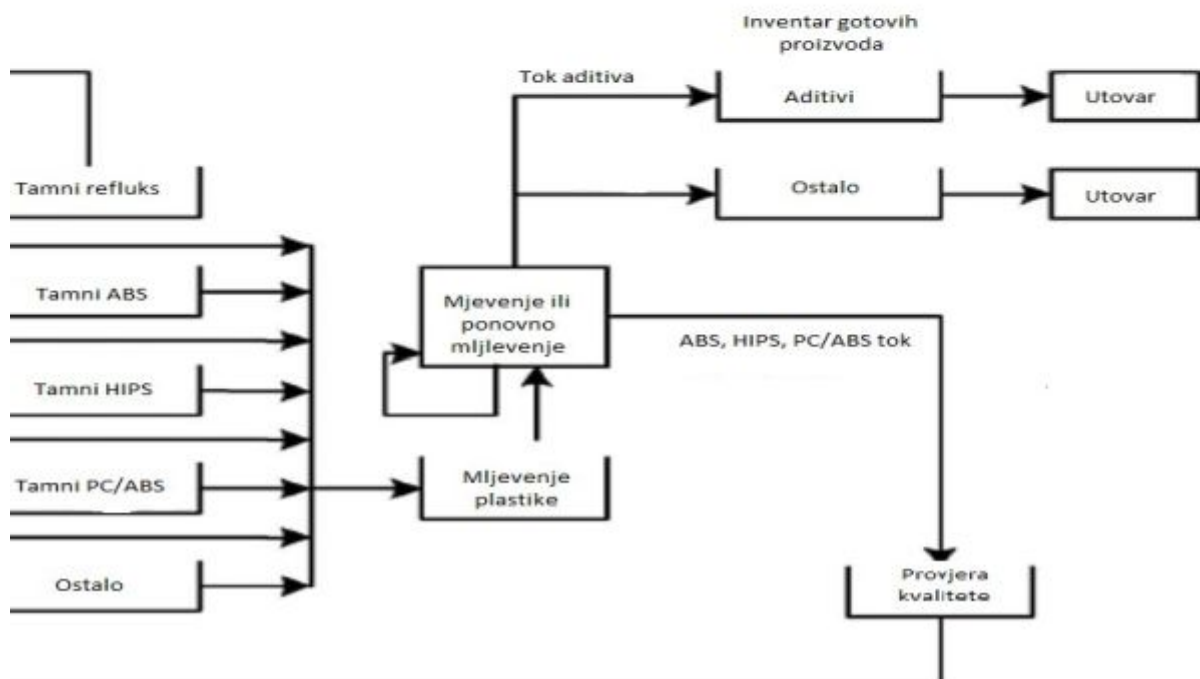 Inventar gotovih
proizvoda
Tok aditiva
Aditivi
Utovar
Tamni refluks
Ostalo
Utovar
Tamni ABS
Mjevenje ili
ponovno
mljlevenje
ABS, HIPS, PC/ABS tok
Tamni HIPS
Tamni PC/ABS
Mljevenje
plastike
Ostalo
Provjera
kvalitete